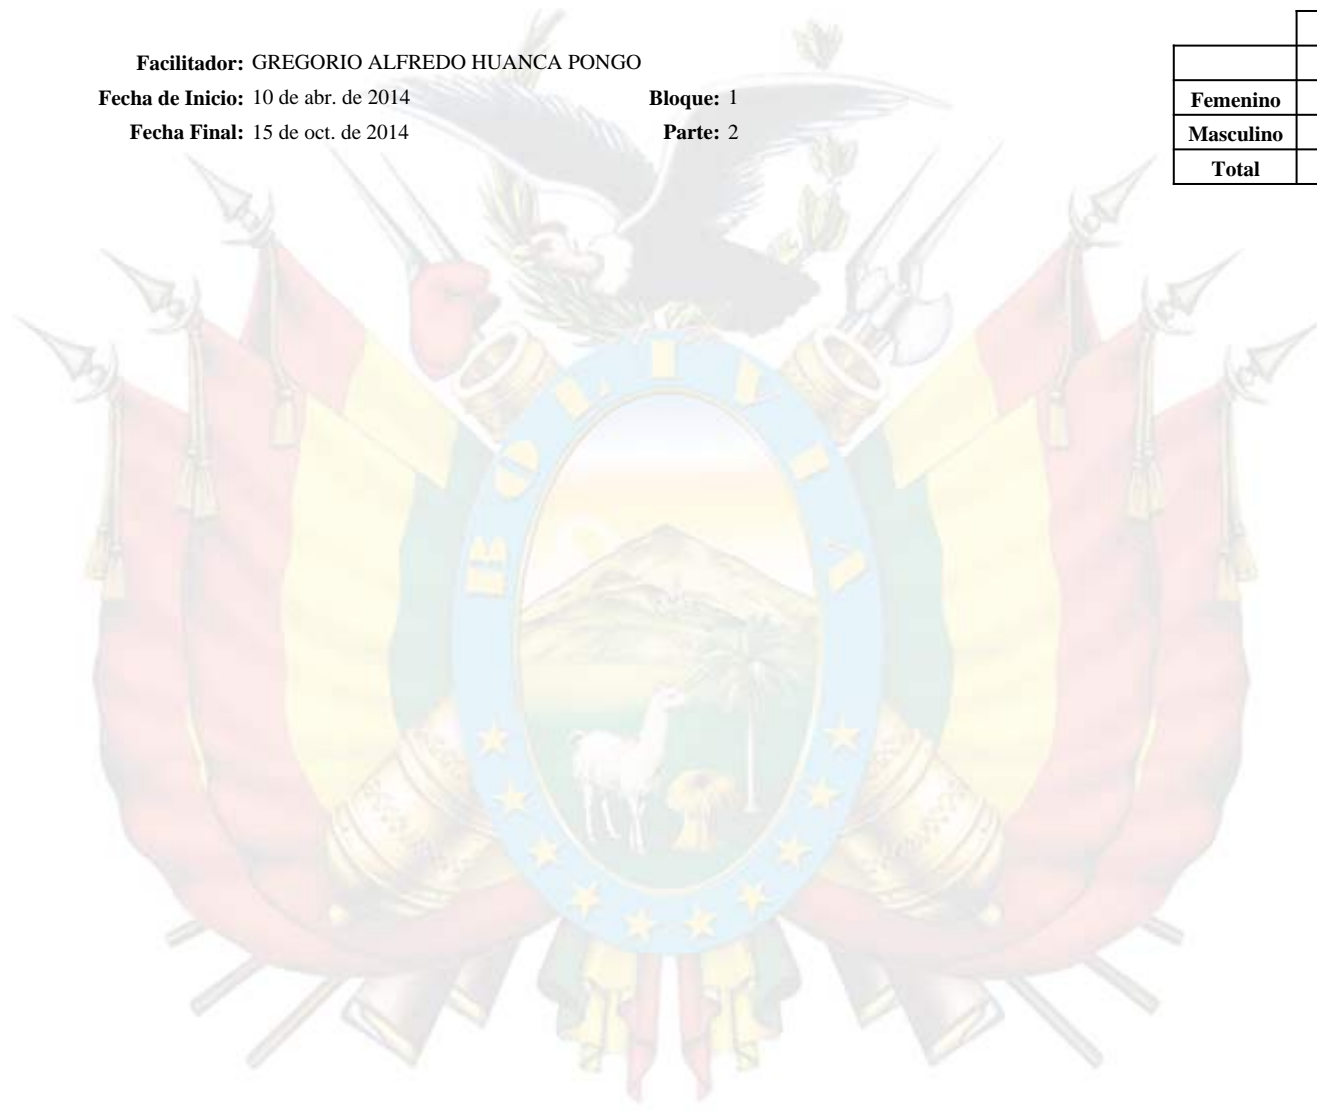 Facilitador: GREGORIO ALFREDO HUANCA PONGO
Fecha de Inicio: 10 de abr. de 2014 Bloque: 1
Fecha Final: 15 de oct. de 2014 Parte: 2
Femenino
Masculino
Total
BOLIVIA